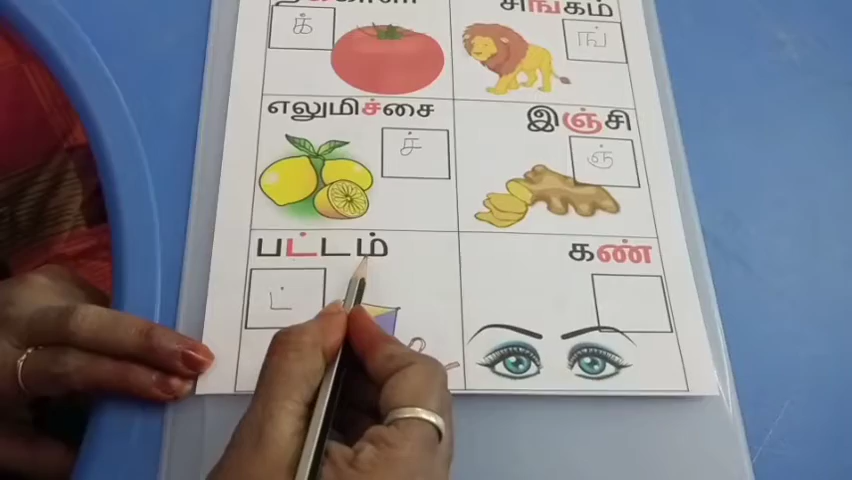 க்
சிங்கம்
ங்
எலுமிச்சை
ச்
இஞ்சி
ஞ்
பட்டம்
ட்
கண்